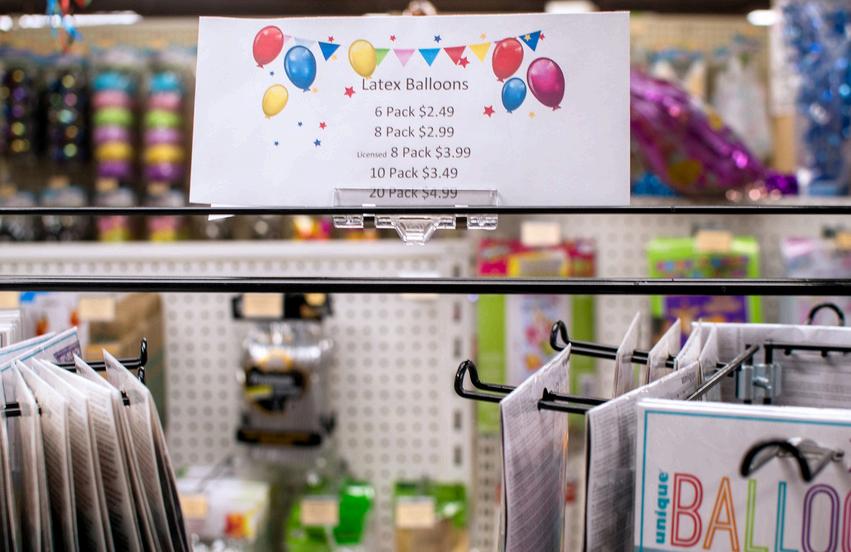 Latex Balloons
6 Pack $2.49
8 Pack $2.99
Licensed 8 Pack $3.99
10 Pack $3.49
20 Pack $4.99
unique
BALLO